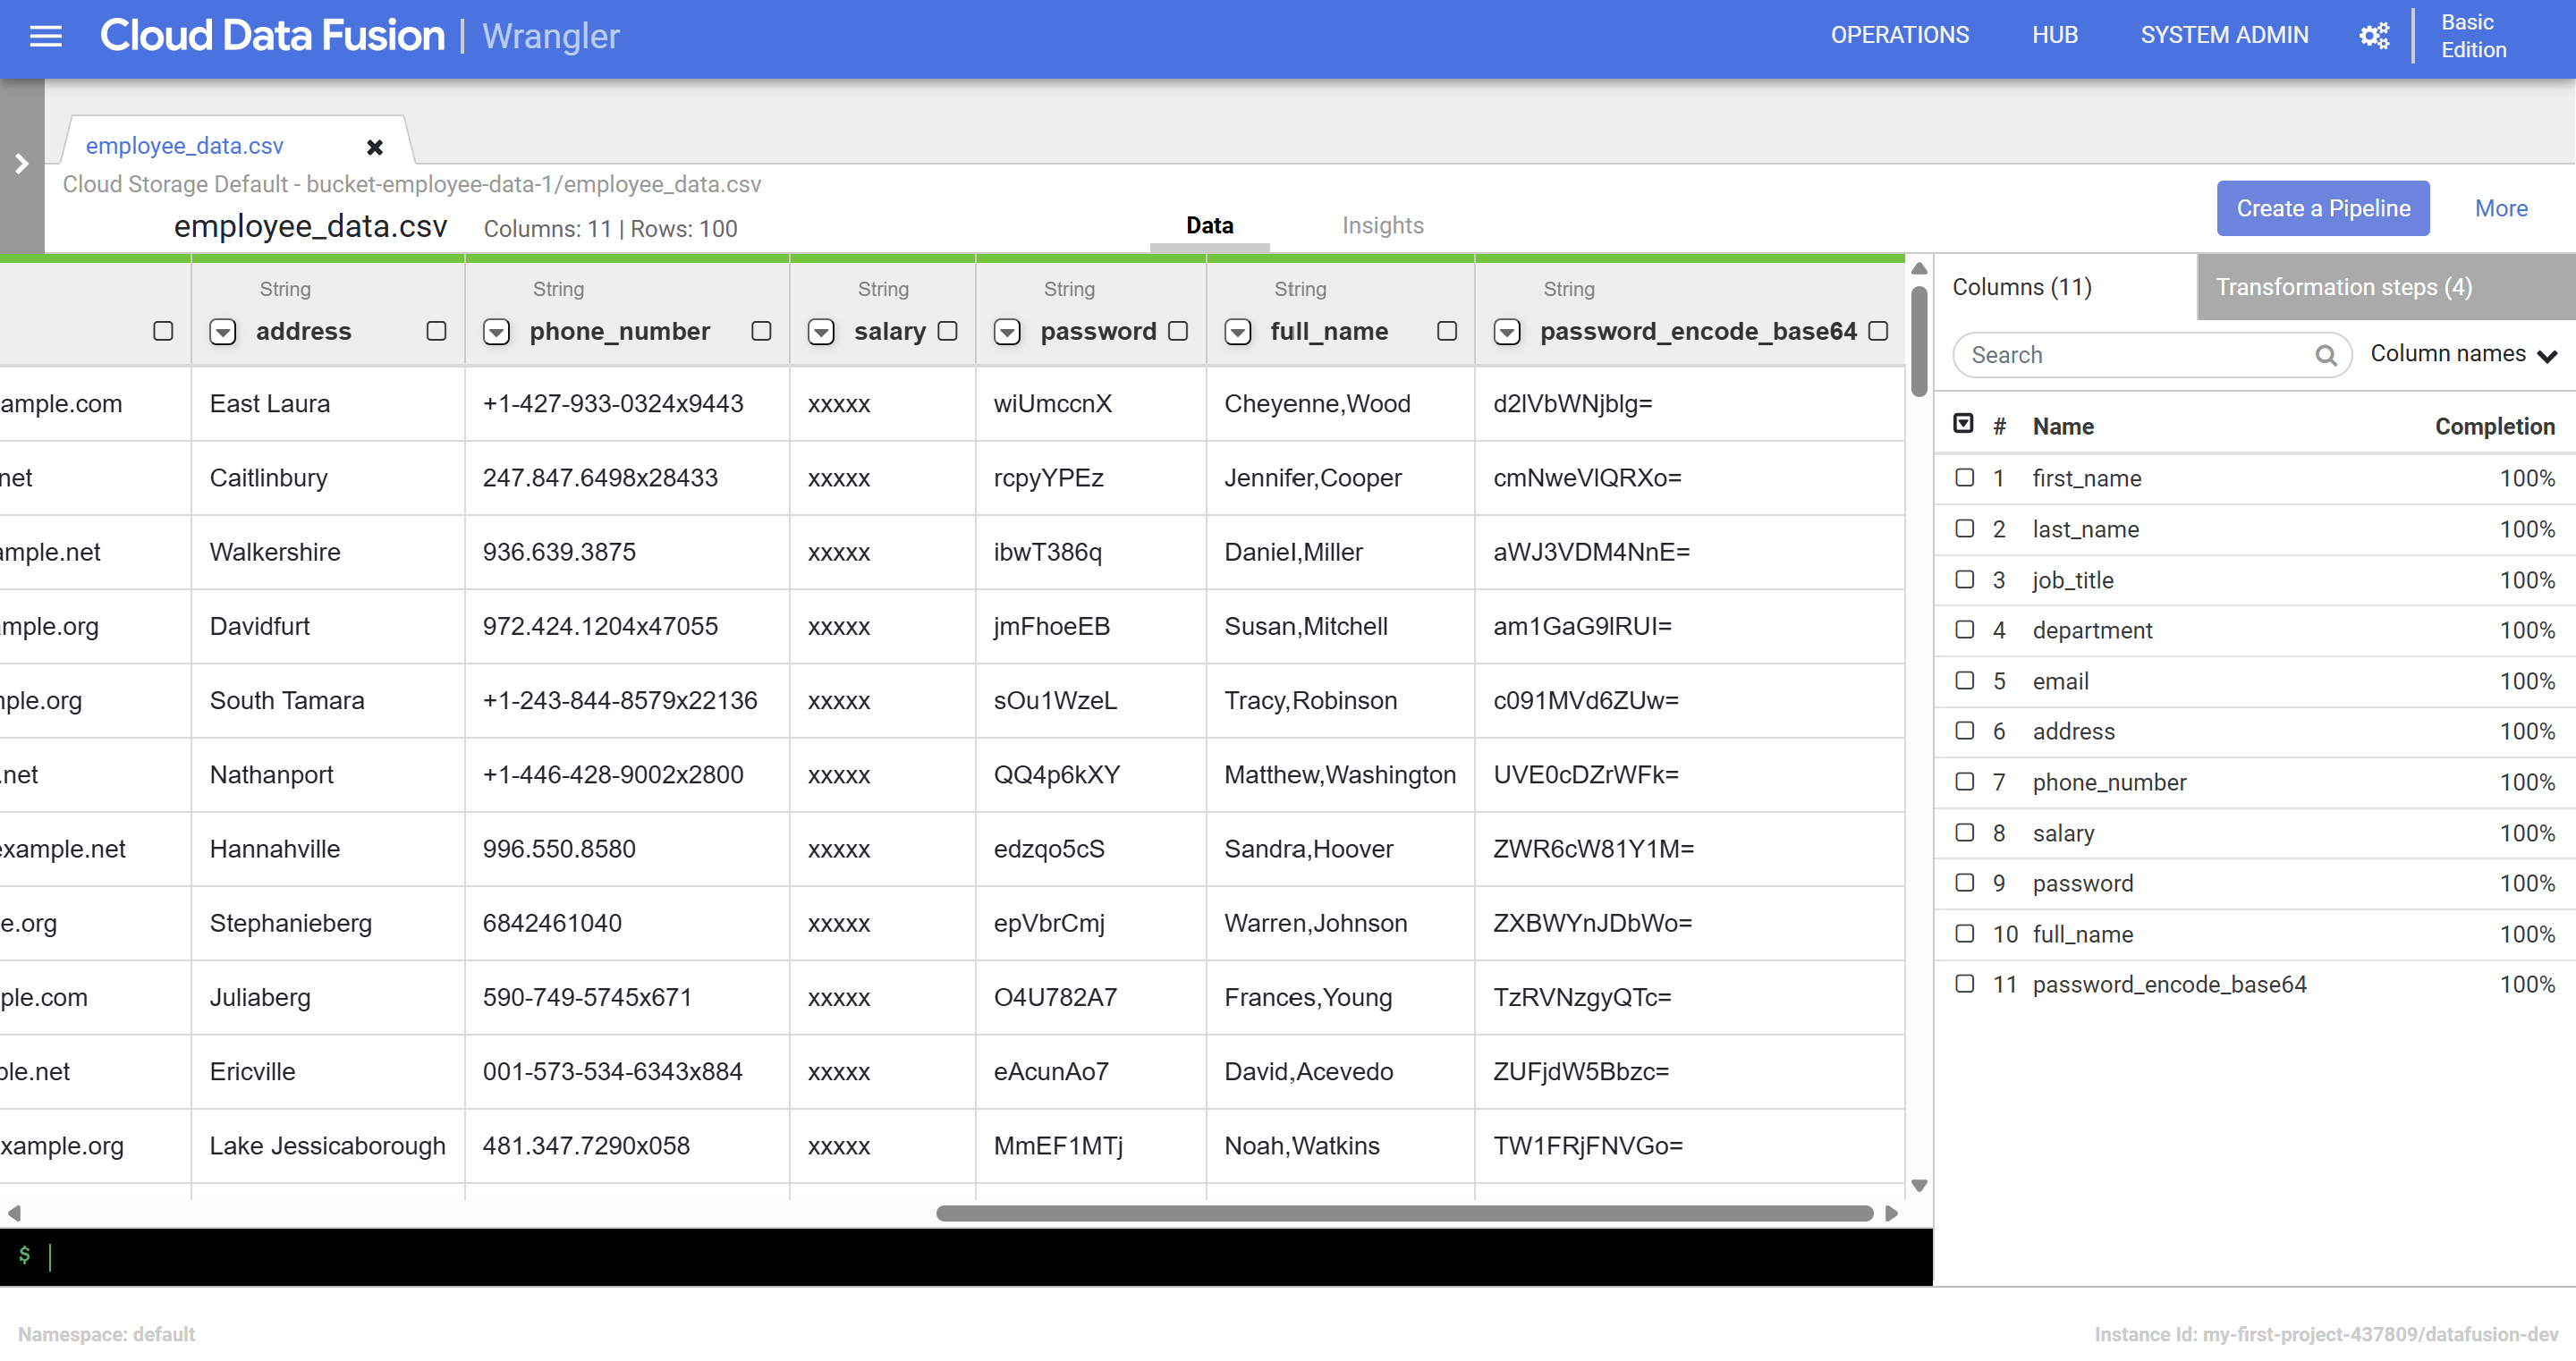 Cloud Data Fusion | Wrangler OPERATIONS HUB SYSTEM ADMIN Basic Edition
employee_data.csv
Cloud Storage Default - bucket-employee-data-1/employee_data.csv
employee_data.csv Columns: 11 | Rows: 100 Data Insights Create a Pipeline More
String String String String String String
address phone_number salary password full_name password_encode_base64
ample.com East Laura +1-427-933-0324x9443 xxxxx wiUmccnX Cheyenne,Wood d2lVbWNjblg=
net Caitlinbury 247.847.6498x28433 xxxxx rcpyYPEz Jennifer,Cooper cmNweVlQRXo=
ample.net Walkershire 936.639.3875 xxxxx ibwT386q Daniel,Miller aWJ3VDM4NnE=
mple.org Davidfurt 972.424.1204x47055 xxxxx jmFhoeEB Susan,Mitchell am1GaG9lRUI=
nple.org South Tamara +1-243-844-8579x22136 xxxxx sOu1WzeL Tracy,Robinson c091MVd6ZUw=
.net Nathanport +1-446-428-9002x2800 xxxxx QQ4p6kXY Matthew,Washington UVE0cDZrWFk=
example.net Hannahville 996.550.8580 xxxxx edzqo5cS Sandra,Hoover ZWR6cW81Y1M=
e.org Stephanieberg 6842461040 xxxxx epVbrCmj Warren,Johnson ZXBWYnJDbWo=
ple.com Juliaberg 590-749-5745x671 xxxxx O4U782A7 Frances,Young TzRVNzgyQTc=
ple.net Ericville 001-573-534-6343x884 xxxxx eAcunAo7 David,Acevedo ZUFjdW5Bbzc=
xample.org Lake Jessicaborough 481.347.7290x058 xxxxx MmEF1MTj Noah,Watkins TW1FRjFNVGo=
$
Columns (11) Transformation steps (4)
Search Column names
# Name Completion
1 first_name 100%
2 last_name 100%
3 job_title 100%
4 department 100%
5 email 100%
6 address 100%
7 phone_number 100%
8 salary 100%
9 password 100%
10 full_name 100%
11 password_encode_base64 100%
Namespace: default Instance Id: my-first-project-437809/datafusion-dev